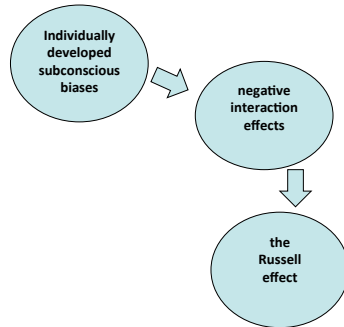 Individually
developed
subconscious
biases
negative
interaction
effects
the
Russell
effect